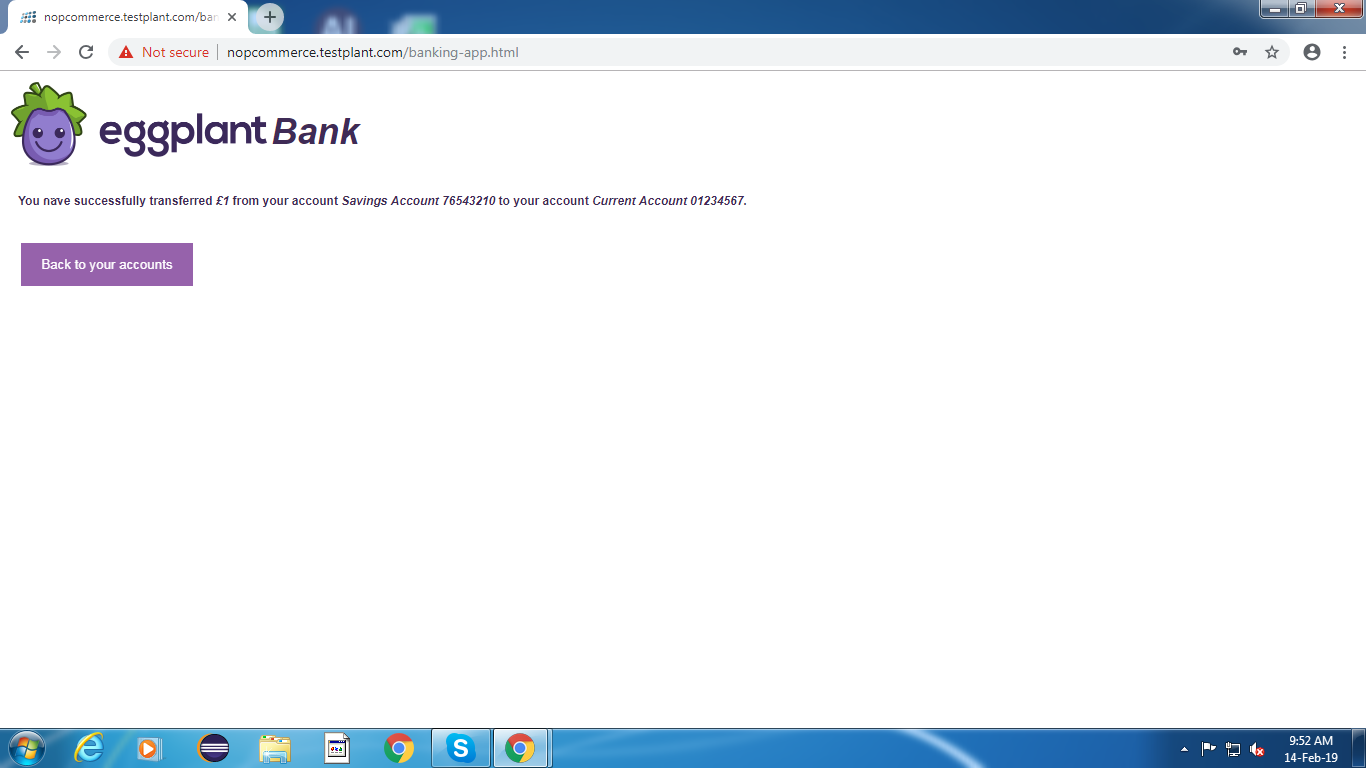 nopcommerce.testplant.com/ban
Not secure
nopcommerce.testplant.com/banking-app.html
eggplant Bank
You nave successfully transferred £1 from your account Savings Account 76543210 to your account Current Account 01234567.
Back to your accounts
9:52 AM
14-Feb-19